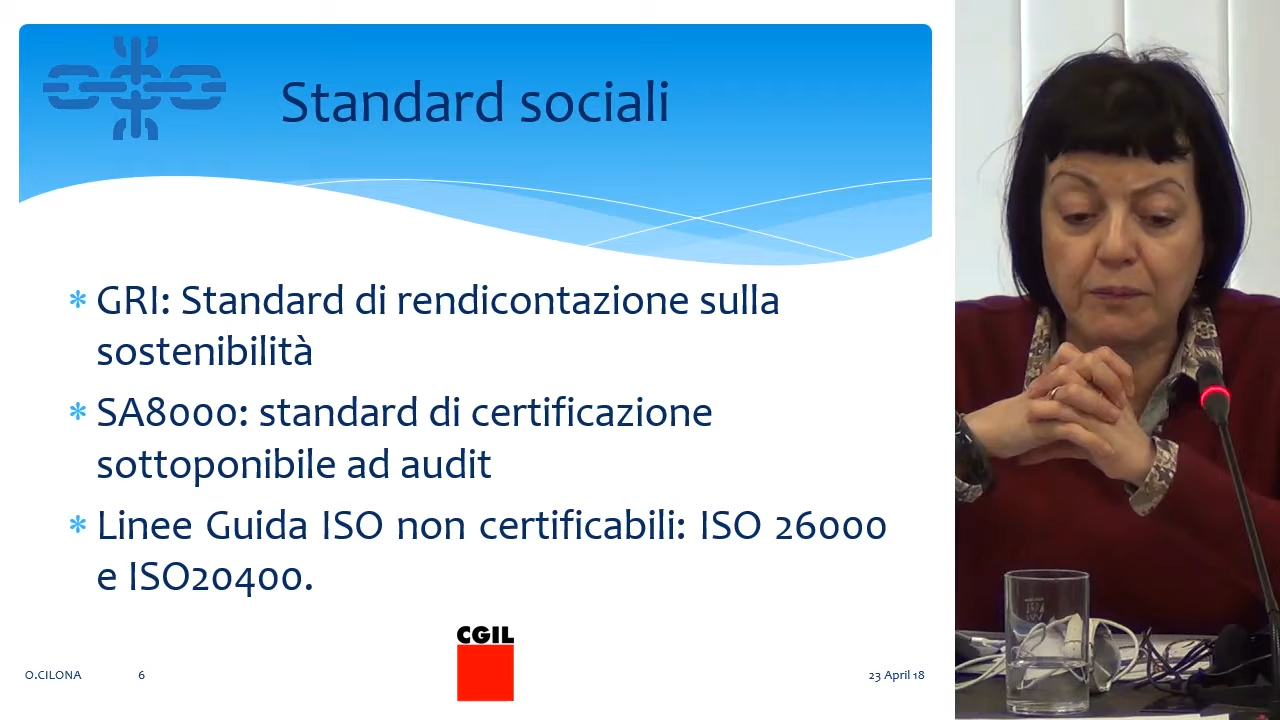 Standard sociali
* GRI: Standard di rendicontazione sulla
sostenibilità
* SA8000: standard di certificazione
sottoponibile ad audit
* Linee Guida ISO non certificabili: ISO 26000
e ISO20400.
CGIL
O.CILONA 6 23 April 18